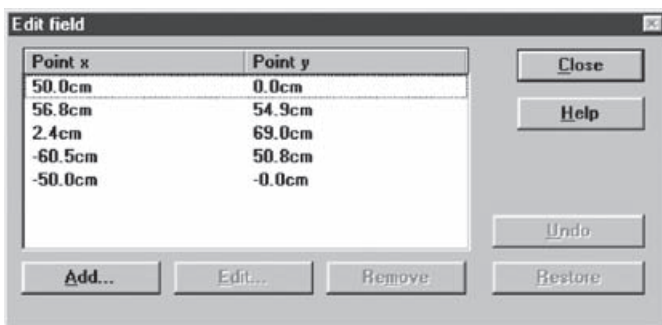 Edit field
Point x Point y
50.0cm 0.0cm
56.8cm 54.9cm
2.4cm 69.0cm
-60.5cm 50.8cm
-50.0cm -0.0cm
Close
Help
Undo
Add... Edit... Remove Restore